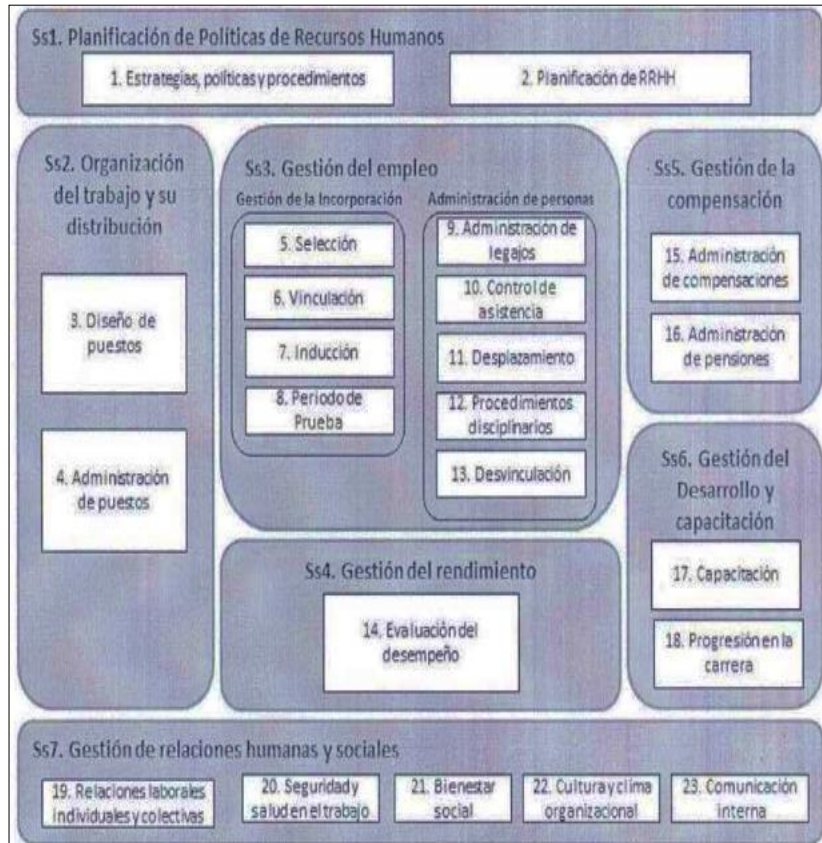 Ss1. Planificación de Políticas de Recursos Humanos
1. Estrategias, políticas y procedimientos
2. Planificación de RRHH
Ss2. Organización
del trabajo y su
distribución
3. Diseño de
puestos
4. Administración
de puestos
Ss3. Gestión del empleo
Gestión de la Incorporación
5. Selección
6. Vinculación
7. Inducción
8. Periodo de
Prueba
Administración de personas
9. Administración de
legajos
10. Control de
asistencia
11. Desplazamiento
12. Procedimientos
disciplinarios
13. Desvinculación
Ss4. Gestión del rendimiento
14. Evaluación del
desempeño
Ss5. Gestión de la
compensación
15. Administración
de compensaciones
16. Administración
de pensiones
Ss6. Gestión del
Desarrollo y
capacitación
17. Capacitación
18. Progresión en la
carrera
Ss7. Gestión de relaciones humanas y sociales
19. Relaciones laborales
individuales y colectivas
20. Seguridad y
salud en el trabajo
21. Bienestar
social
22. Cultura y clima
organizacional
23. Comunicación
interna